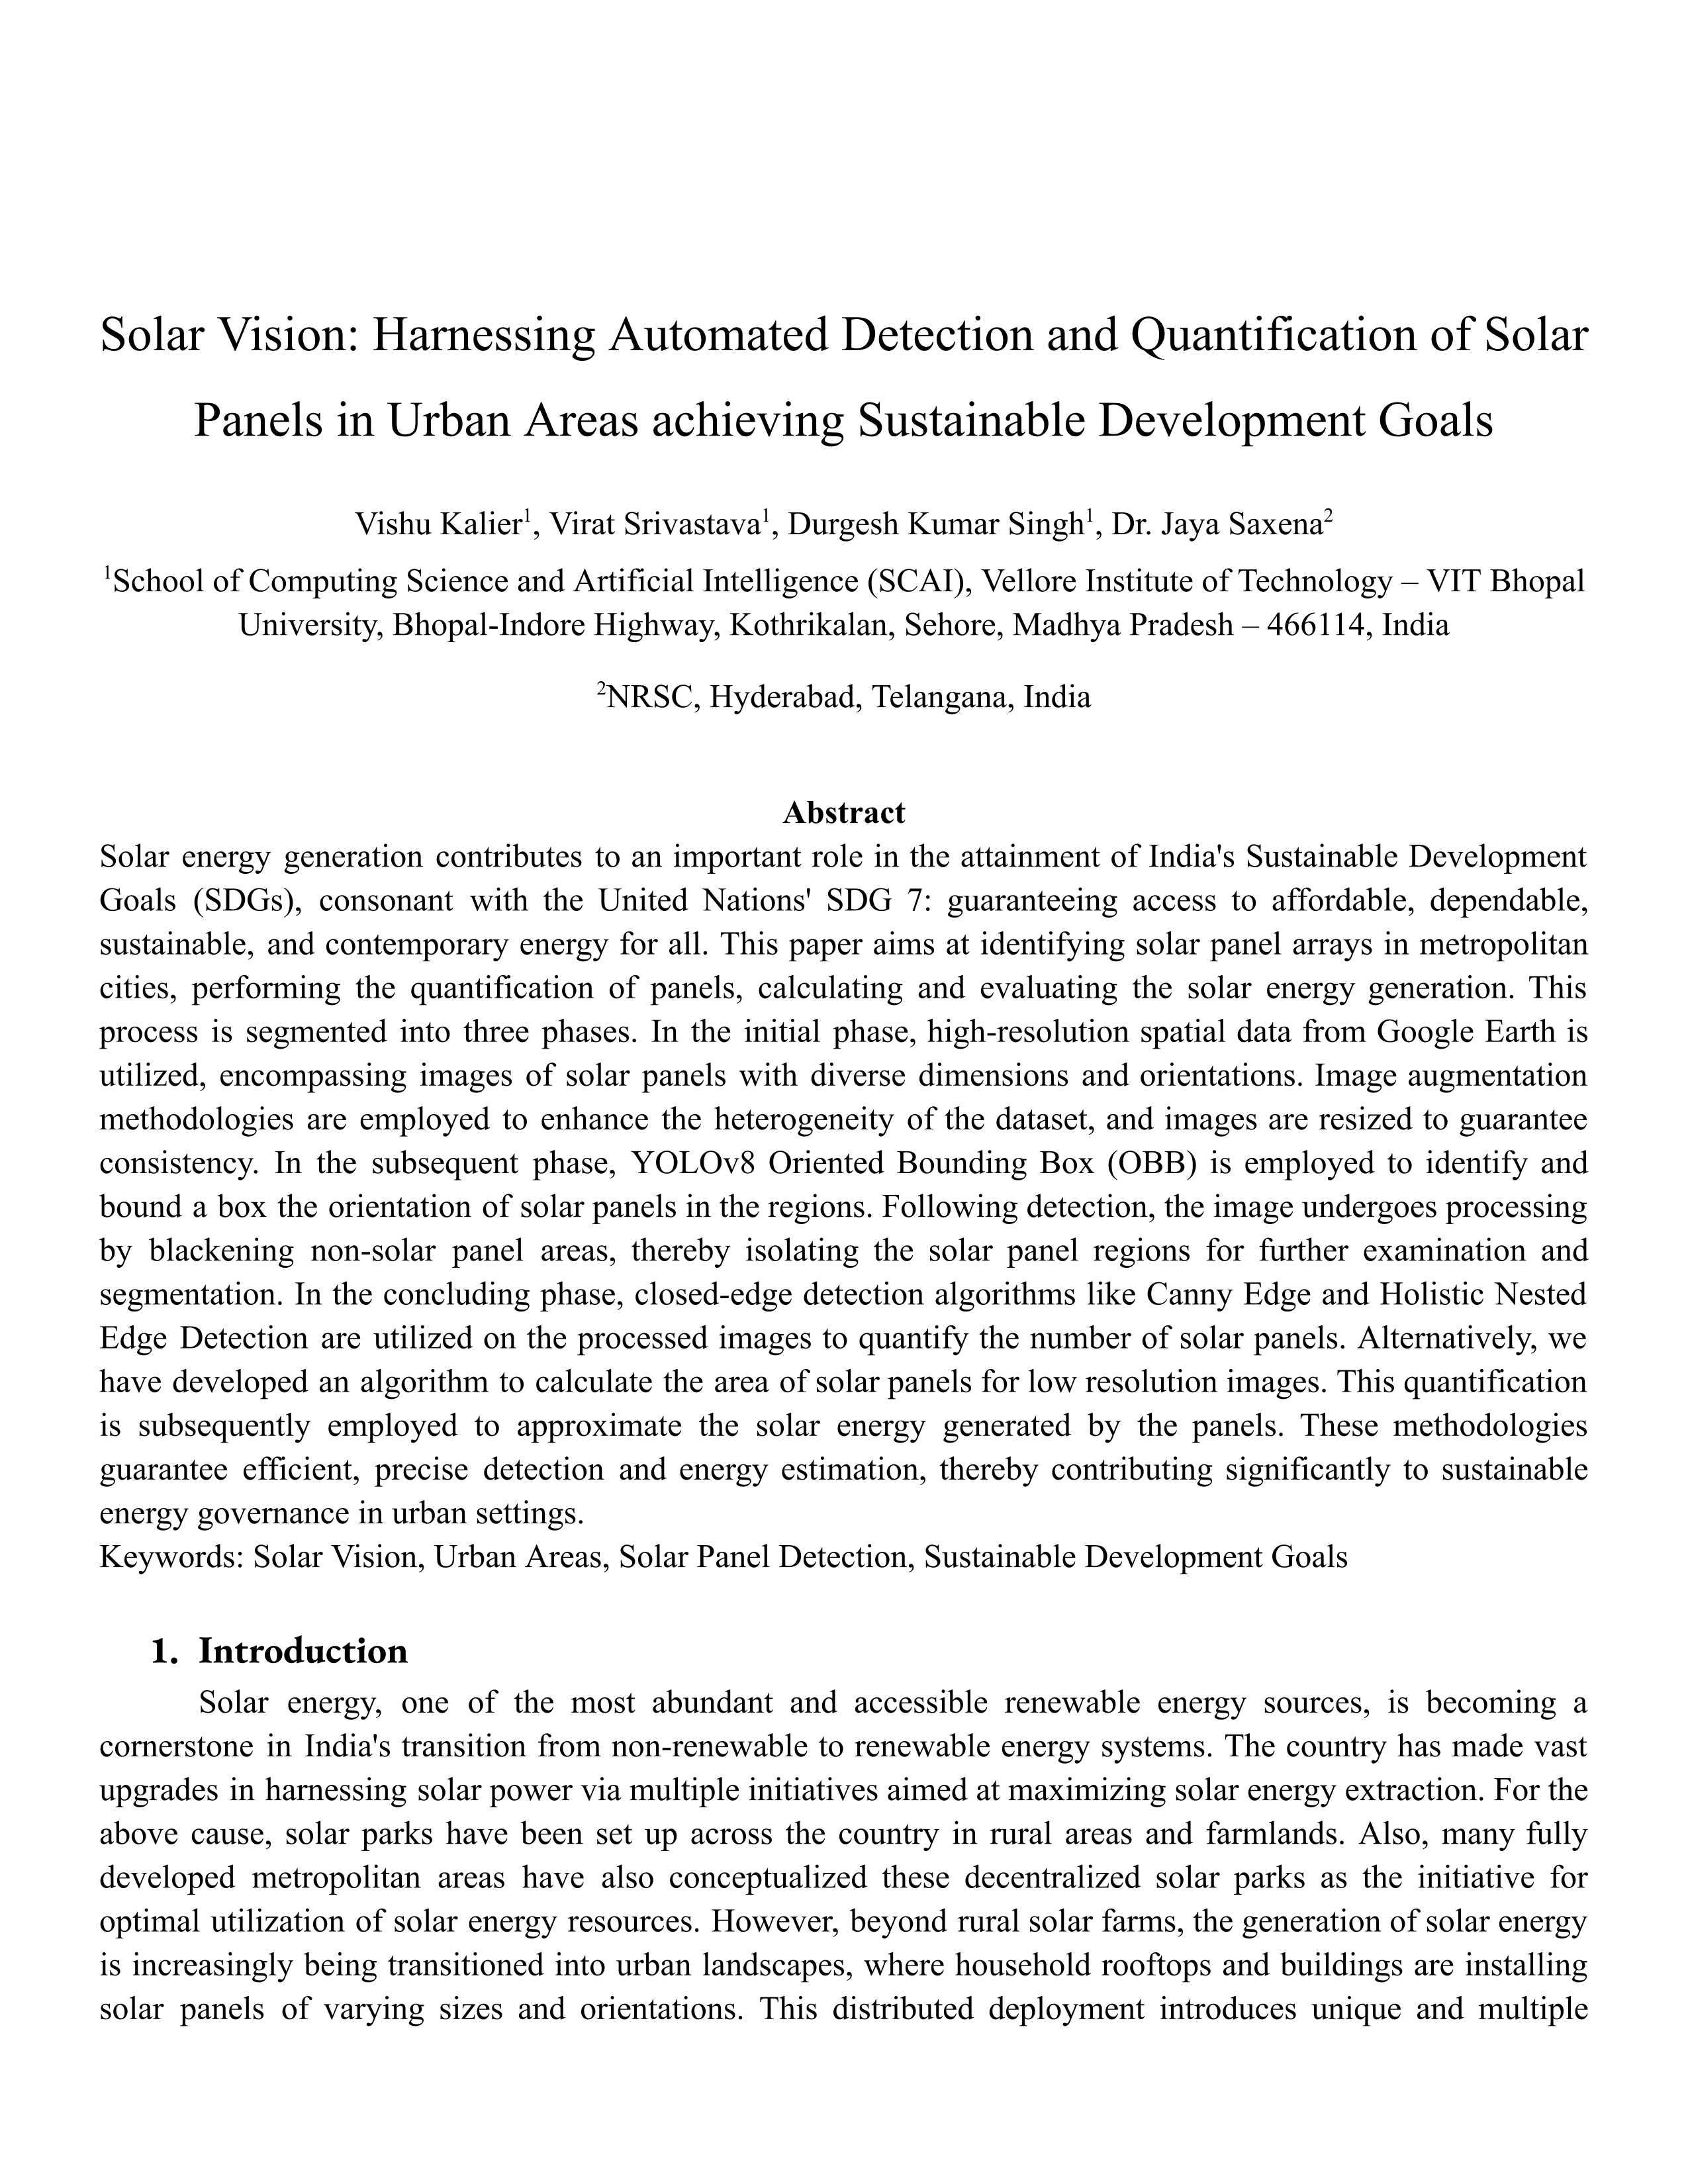 Solar Vision: Harnessing Automated Detection and Quantification of Solar
Panels in Urban Areas achieving Sustainable Development Goals
Vishu Kalier1, Virat Srivastava1, Durgesh Kumar Singh1, Dr. Jaya Saxena2
1School of Computing Science and Artificial Intelligence (SCAI), Vellore Institute of Technology – VIT Bhopal
University, Bhopal-Indore Highway, Kothrikalan, Sehore, Madhya Pradesh – 466114, India
2NRSC, Hyderabad, Telangana, India
Abstract
Solar energy generation contributes to an important role in the attainment of India's Sustainable Development
Goals (SDGs), consonant with the United Nations' SDG 7: guaranteeing access to affordable, dependable,
sustainable, and contemporary energy for all. This paper aims at identifying solar panel arrays in metropolitan
cities, performing the quantification of panels, calculating and evaluating the solar energy generation. This
process is segmented into three phases. In the initial phase, high-resolution spatial data from Google Earth is
utilized, encompassing images of solar panels with diverse dimensions and orientations. Image augmentation
methodologies are employed to enhance the heterogeneity of the dataset, and images are resized to guarantee
consistency. In the subsequent phase, YOLOv8 Oriented Bounding Box (OBB) is employed to identify and
bound a box the orientation of solar panels in the regions. Following detection, the image undergoes processing
by blackening non-solar panel areas, thereby isolating the solar panel regions for further examination and
segmentation. In the concluding phase, closed-edge detection algorithms like Canny Edge and Holistic Nested
Edge Detection are utilized on the processed images to quantify the number of solar panels. Alternatively, we
have developed an algorithm to calculate the area of solar panels for low resolution images. This quantification
is subsequently employed to approximate the solar energy generated by the panels. These methodologies
guarantee efficient, precise detection and energy estimation, thereby contributing significantly to sustainable
energy governance in urban settings.
Keywords: Solar Vision, Urban Areas, Solar Panel Detection, Sustainable Development Goals
1. Introduction
Solar energy, one of the most abundant and accessible renewable energy sources, is becoming a
cornerstone in India's transition from non-renewable to renewable energy systems. The country has made vast
upgrades in harnessing solar power via multiple initiatives aimed at maximizing solar energy extraction. For the
above cause, solar parks have been set up across the country in rural areas and farmlands. Also, many fully
developed metropolitan areas have also conceptualized these decentralized solar parks as the initiative for
optimal utilization of solar energy resources. However, beyond rural solar farms, the generation of solar energy
is increasingly being transitioned into urban landscapes, where household rooftops and buildings are installing
solar panels of varying sizes and orientations. This distributed deployment introduces unique and multiple